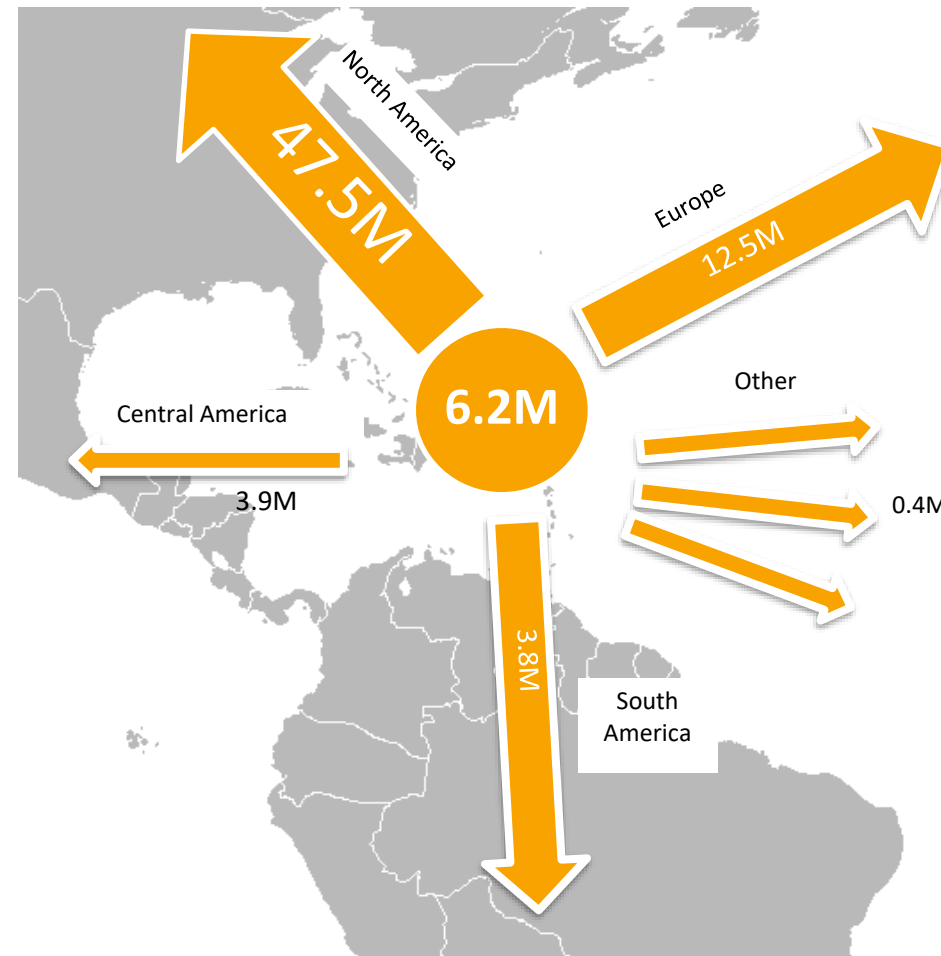 North America
47.5M
Europe
12.5M
Other
6.2M
Central America
3.9M
0.4M
3.8M
South
America